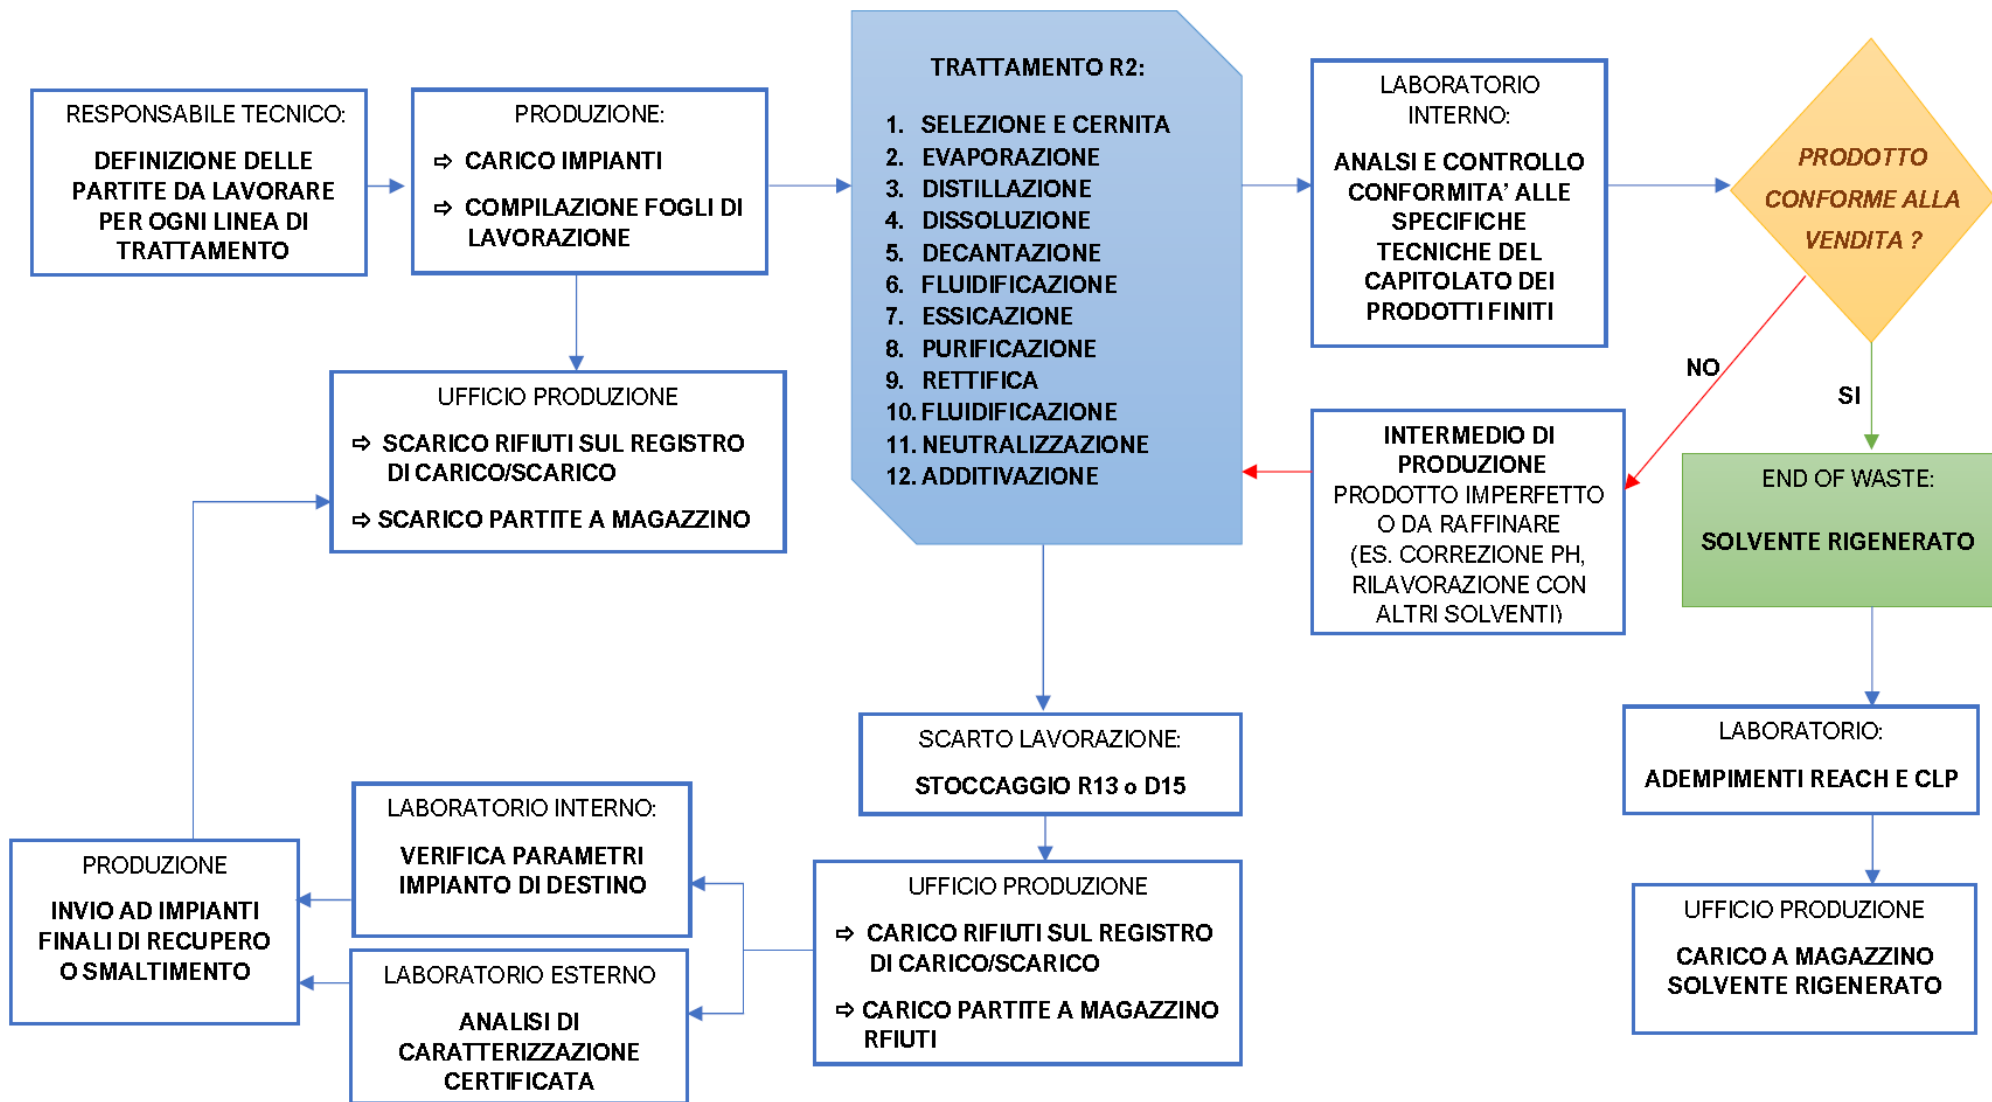 RESPONSABILE TECNICO:
DEFINIZIONE DELLE
PARTITE DA LAVORARE
PER OGNI LINEA DI
TRATTAMENTO
PRODUZIONE:
⇨ CARICO IMPIANTI
⇨ COMPILAZIONE FOGLI DI
LAVORAZIONE
UFFICIO PRODUZIONE
⇨ SCARICO RIFIUTI SUL REGISTRO
DI CARICO/SCARICO
⇨ SCARICO PARTITE A MAGAZZINO
TRATTAMENTO R2:
1. SELEZIONE E CERNITA
2. EVAPORAZIONE
3. DISTILLAZIONE
4. DISSOLUZIONE
5. DECANTAZIONE
6. FLUIDIFICAZIONE
7. ESSICAZIONE
8. PURIFICAZIONE
9. RETTIFICA
10. FLUIDIFICAZIONE
11. NEUTRALIZZAZIONE
12. ADDITIVAZIONE
LABORATORIO
INTERNO:
ANALSI E CONTROLLO
CONFORMITA' ALLE
SPECIFICHE
TECNICHE DEL
CAPITOLATO DEI
PRODOTTI FINITI
PRODOTTO
CONFORME ALLA
VENDITA ?
NO
SI
INTERMEDIO DI
PRODUZIONE
PRODOTTO IMPERFETTO
O DA RAFFINARE
(ES. CORREZIONE PH,
RILAVORAZIONE CON
ALTRI SOLVENTI)
END OF WASTE:
SOLVENTE RIGENERATO
LABORATORIO:
ADEMPIMENTI REACH E CLP
UFFICIO PRODUZIONE
CARICO A MAGAZZINO
SOLVENTE RIGENERATO
SCARTO LAVORAZIONE:
STOCCAGGIO R13 o D15
UFFICIO PRODUZIONE
⇨ CARICO RIFIUTI SUL REGISTRO
DI CARICO/SCARICO
⇨ CARICO PARTITE A MAGAZZINO
RFIUTI
LABORATORIO INTERNO:
VERIFICA PARAMETRI
IMPIANTO DI DESTINO
LABORATORIO ESTERNO
ANALISI DI
CARATTERIZZAZIONE
CERTIFICATA
PRODUZIONE
INVIO AD IMPIANTI
FINALI DI RECUPERO
O SMALTIMENTO